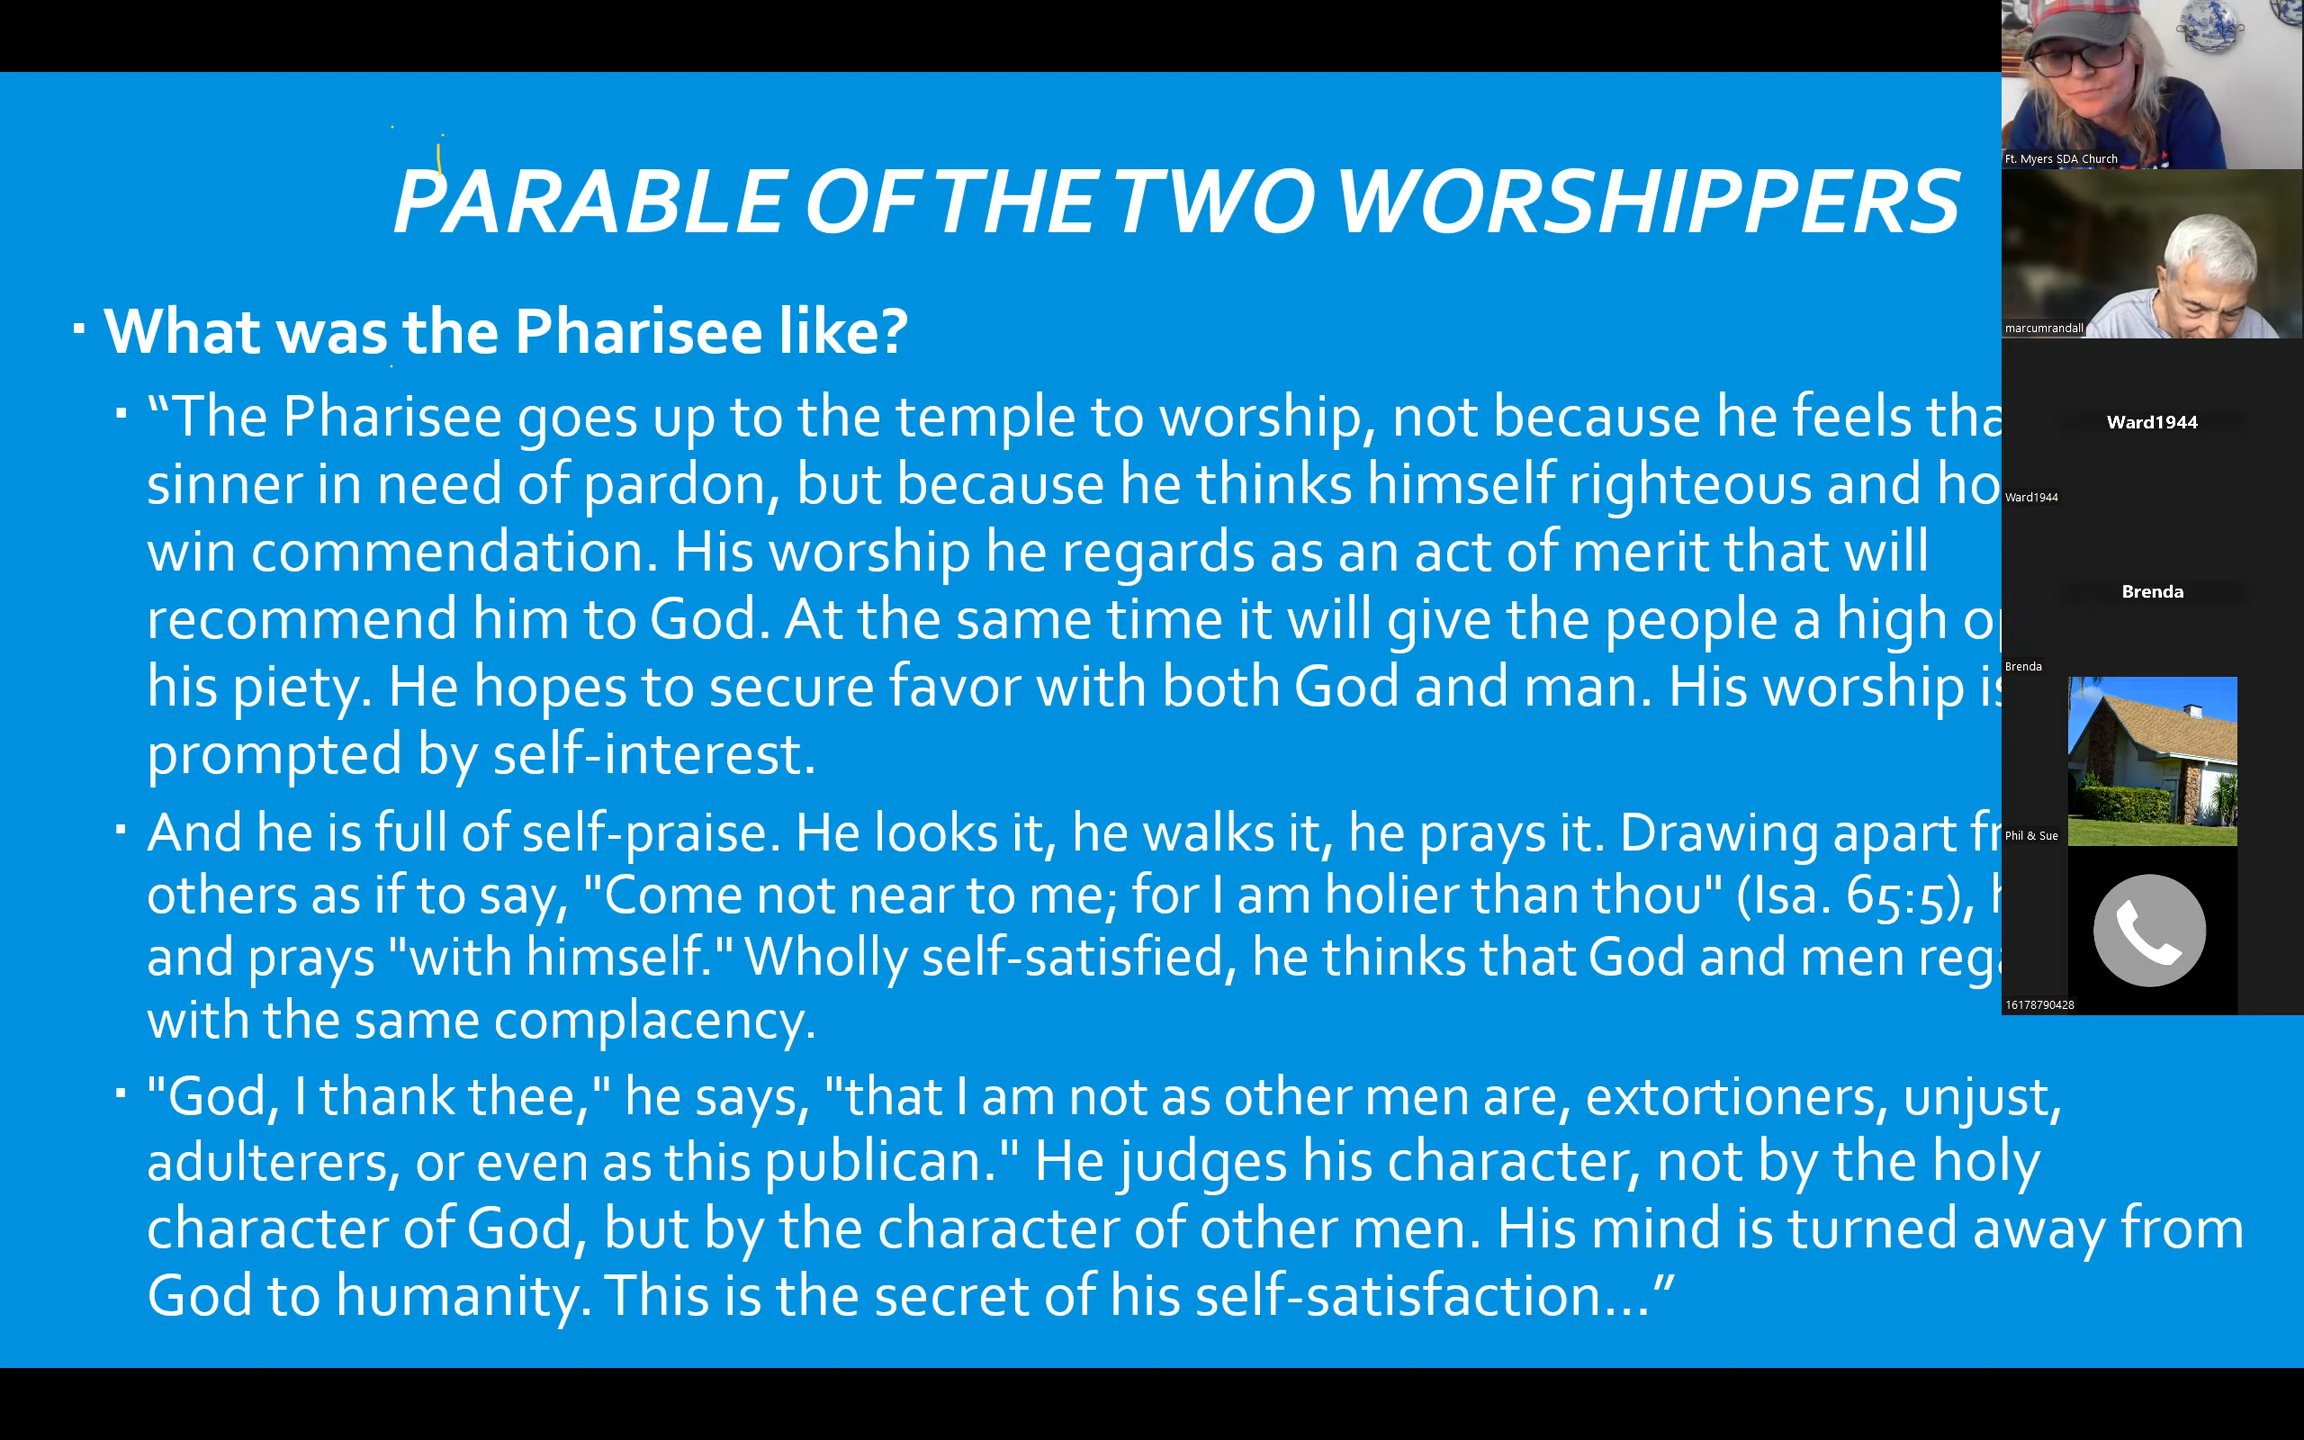 PARABLE OF THE TWO WORSHIPPERS
What was the Pharisee like?
“The Pharisee goes up to the temple to worship, not because he feels
sinner in need of pardon, but because he thinks himself righteous and
win commendation. His worship he regards as an act of merit that will
recommend him to God. At the same time it will give the people a high
his piety. He hopes to secure favor with both God and man. His worship is
prompted by self-interest.
And he is full of self-praise. He looks it, he walks it, he prays it. Drawing apart
others as if to say, "Come not near to me; for I am holier than thou" (Isa. 65:5),
and prays "with himself." Wholly self-satisfied, he thinks that God and men
with the same complacency.
"God, I thank thee," he says, "that I am not as other men are, extortioners, unjust,
adulterers, or even as this publican." He judges his character, not by the holy
character of God, but by the character of other men. His mind is turned away from
God to humanity. This is the secret of his self-satisfaction...”
Ft. Myers SDA Church
marcumrandall
Ward1944
Ward1944
Brenda
Brenda
Phil & Sue
16178790428